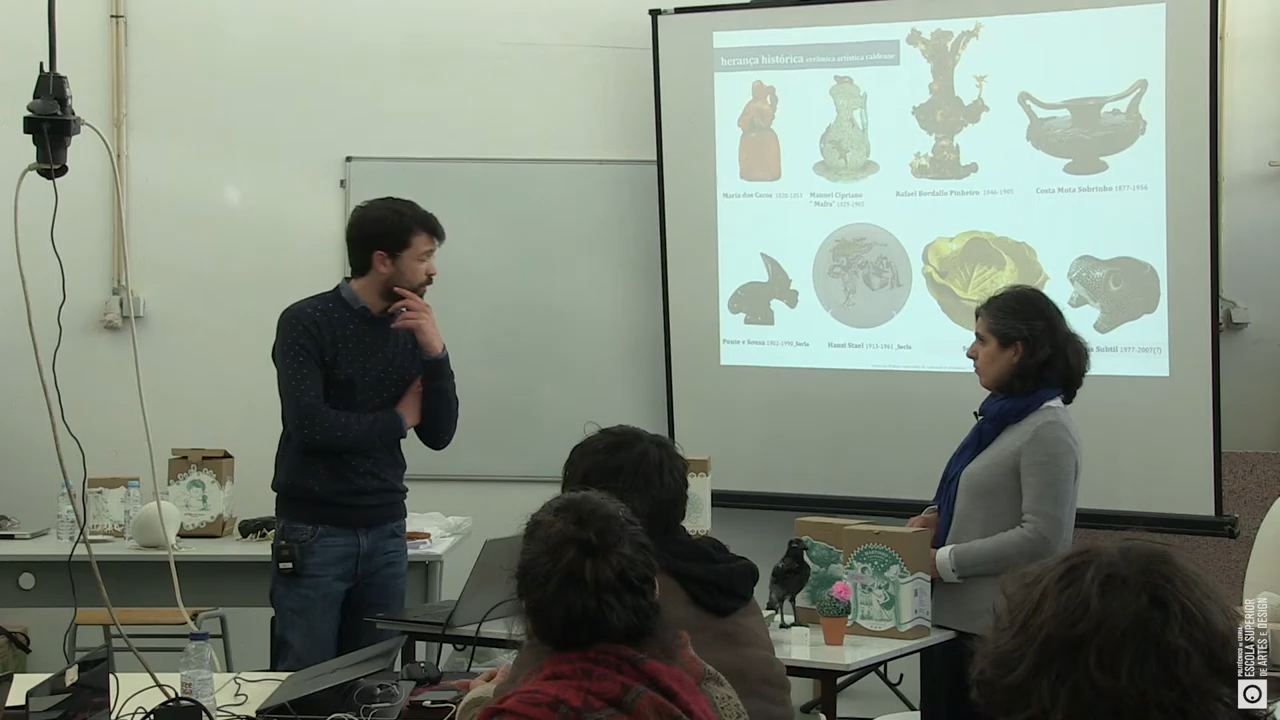 herança histórica cerâmica artística caldense
Maria dos Cacos 1820-1853
Manuel Cipriano
"Mafra" 1829-1905
Rafael Bordallo Pinheiro 1846-1905
Costa Mota Sobrinho 1877-1956
Ponte e Sousa 1902-1990_Secla
Hansi Stael 1913-1961_Secla
Subtil 1977-2007(?)
POLITÉCNICO DE LEIRIA
ESCOLA SUPERIOR
DE ARTES E DESIGN